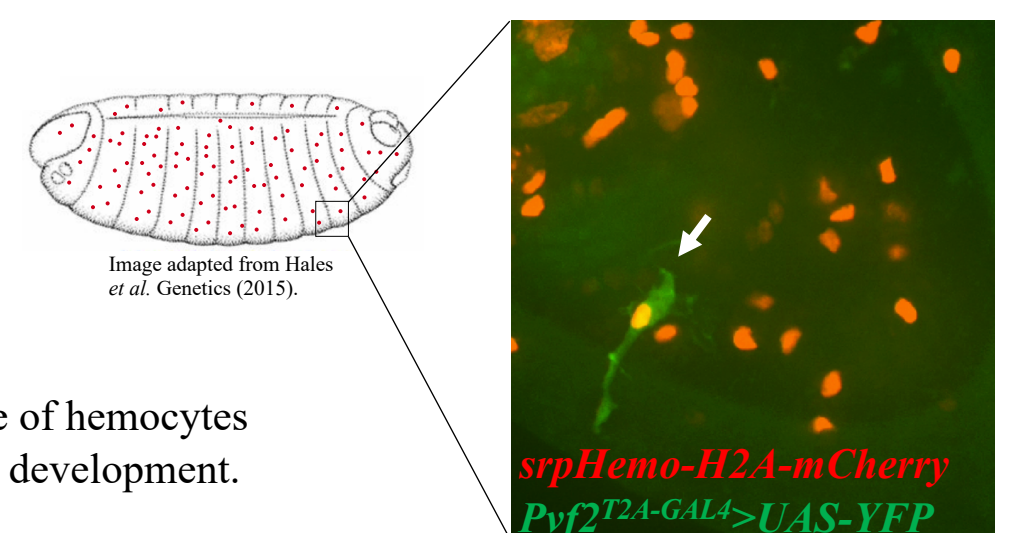 Image adapted from Hales
et al. Genetics (2015).
e of hemocytes
development.
srpHemo-H2A-mCherry
Pvf2T2A-GAL4>UAS-YFP